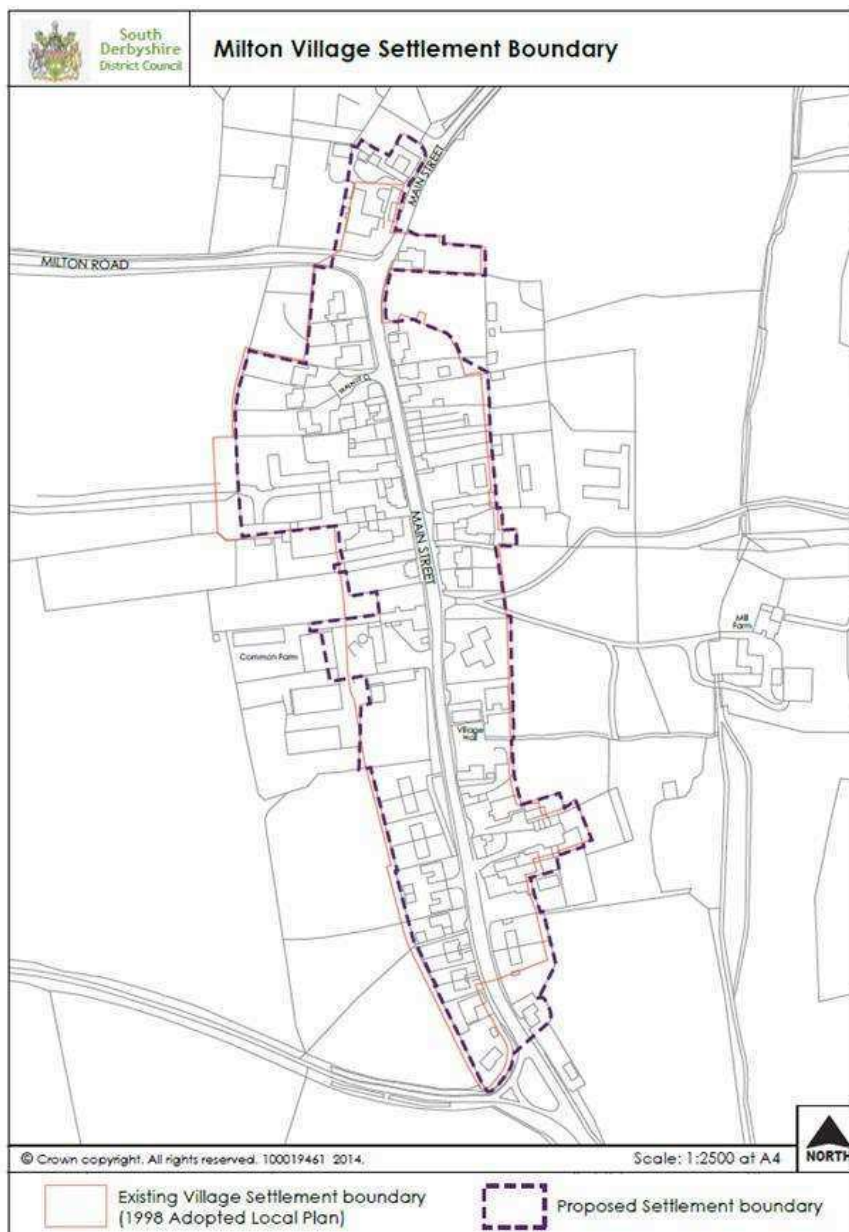 South
Derbyshire
District Council
Milton Village Settlement Boundary
MAIN STREET
MILTON ROAD
MAIN STREET
Mill
Farm
Common Farm
Village
Hall
© Crown copyright. All rights reserved. 100019461 2014.
Scale: 1:2500 at A4
NORTH
Existing Village Settlement boundary
(1998 Adopted Local Plan)
Proposed Settlement boundary